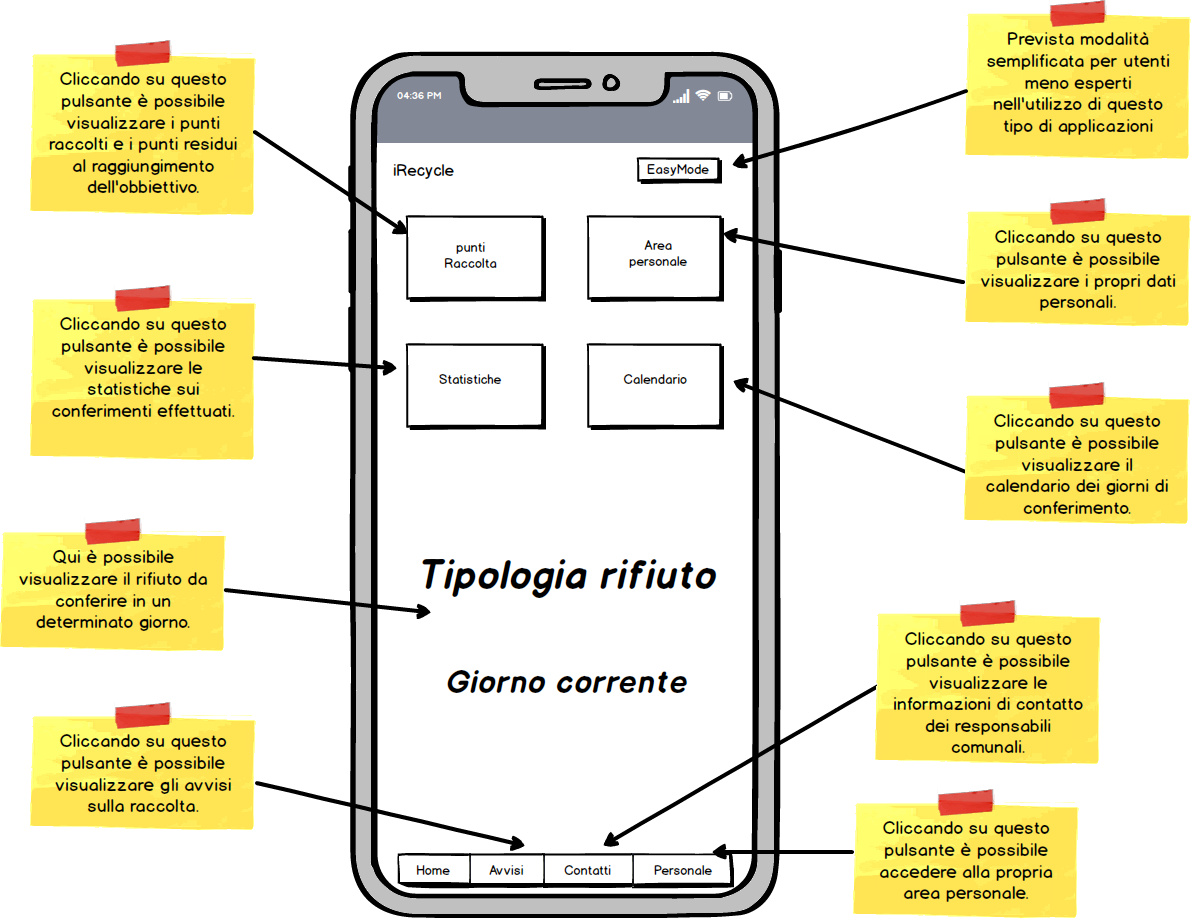 Cliccando su questo
pulsante è possibile
visualizzare i punti
raccolti e i punti residui
al raggiungimento
dell'obbiettivo.
Prevista modalità
semplificata per utenti
meno esperti
nell'utilizzo di questo
tipo di applicazioni
04:36 PM
iRecycle
EasyMode
punti
Raccolta
Area
personale
Cliccando su questo
pulsante è possibile
visualizzare i propri dati
personali.
Cliccando su questo
pulsante è possibile
visualizzare le
statistiche sui
conferimenti effettuati.
Statistiche
Calendario
Cliccando su questo
pulsante è possibile
visualizzare il
calendario dei giorni di
conferimento.
Qui è possibile
visualizzare il rifiuto da
conferire in un
determinato giorno.
Tipologia rifiuto
Giorno corrente
Cliccando su questo
pulsante è possibile
visualizzare le
informazioni di contatto
dei responsabili
comunali.
Cliccando su questo
pulsante è possibile
visualizzare gli avvisi
sulla raccolta.
Cliccando su questo
pulsante è possibile
accedere alla propria
area personale.
Home
Avvisi
Contatti
Personale